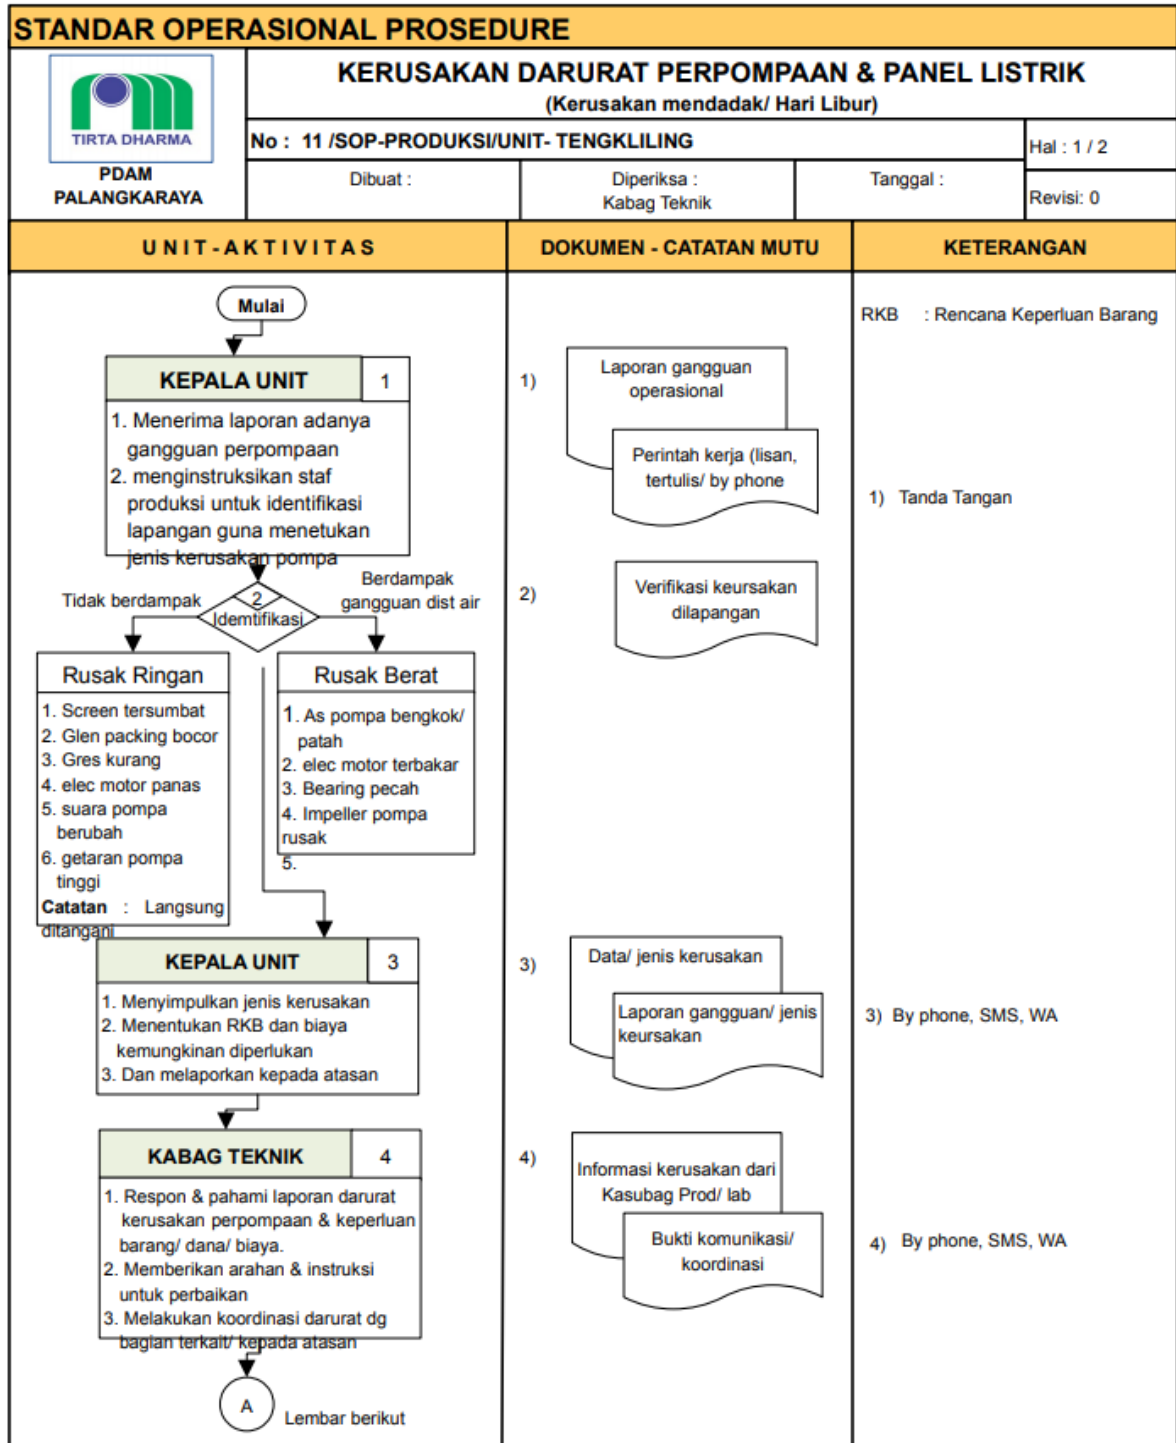 STANDAR OPERASIONAL PROSEDURE
TIRTA DHARMA
PDAM
PALANGKARAYA
KERUSAKAN DARURAT PERPOMPAAN & PANEL LISTRIK
(Kerusakan mendadak/ Hari Libur)
No : 11 /SOP-PRODUKSI/UNIT- TENGKLILING
Hal : 1 / 2
Dibuat :
Diperiksa :
Kabag Teknik
Tanggal :
Revisi: 0
U N I T - A K T I V I T A S
DOKUMEN - CATATAN MUTU
KETERANGAN
Mulai
RKB : Rencana Keperluan Barang
KEPALA UNIT
1
1. Menerima laporan adanya
gangguan perpompaan
2. menginstruksikan staf
produksi untuk identifikasi
lapangan guna menetukan
jenis kerusakan pompa
1)
Laporan gangguan
operasional
Perintah kerja (lisan,
tertulis/ by phone
1) Tanda Tangan
Tidak berdampak
2
Idemtifikasi
Berdampak
gangguan dist air
2)
Verifikasi keursakan
dilapangan
Rusak Ringan
1. Screen tersumbat
2. Glen packing bocor
3. Gres kurang
4. elec motor panas
5. suara pompa
berubah
6. getaran pompa
tinggi
Catatan : Langsung
ditangani
Rusak Berat
1. As pompa bengkok/
patah
2. elec motor terbakar
3. Bearing pecah
4. Impeller pompa
rusak
5.
KEPALA UNIT
3
1. Menyimpulkan jenis kerusakan
2. Menentukan RKB dan biaya
kemungkinan diperlukan
3. Dan melaporkan kepada atasan
3)
Data/ jenis kerusakan
Laporan gangguan/ jenis
keursakan
3) By phone, SMS, WA
KABAG TEKNIK
4
1. Respon & pahami laporan darurat
kerusakan perpompaan & keperluan
barang/ dana/ biaya.
2. Memberikan arahan & instruksi
untuk perbaikan
3. Melakukan koordinasi darurat dg
bagian terkait/ kepada atasan
4)
Informasi kerusakan dari
Kasubag Prod/ lab
Bukti komunikasi/
koordinasi
4) By phone, SMS, WA
A
Lembar berikut